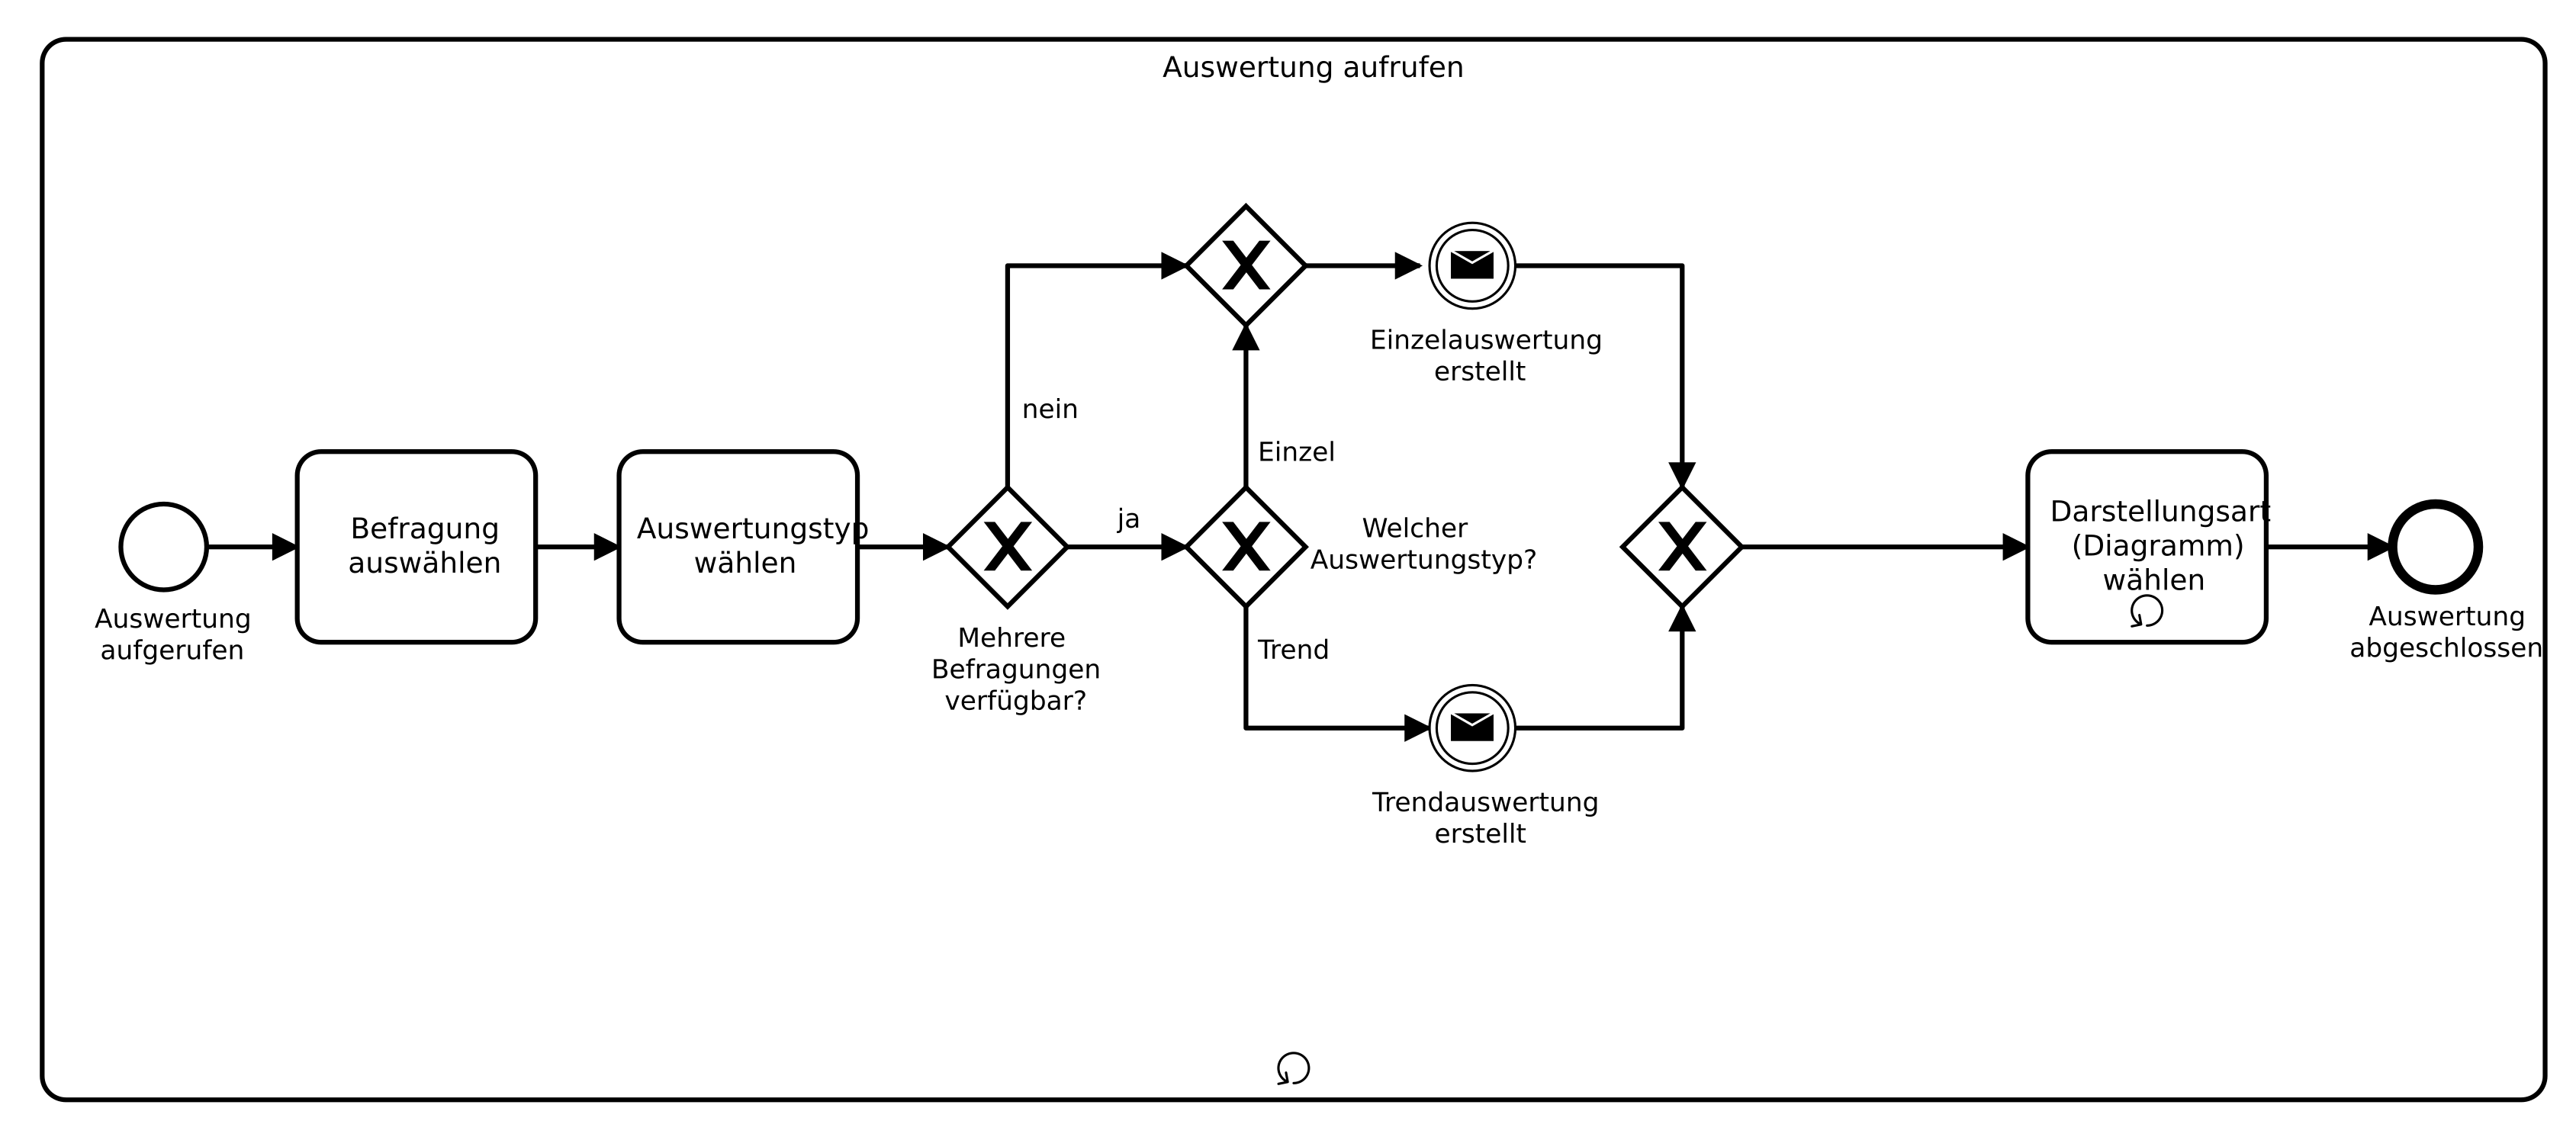 Auswertung aufrufen
Auswertung
aufgerufen
Befragung
auswählen
Auswertungstyp
wählen
Mehrere
Befragungen
verfügbar?
nein
ja
Einzel
Welcher
Auswertungstyp?
Trend
Einzelauswertung
erstellt
Trendauswertung
erstellt
Darstellungsart
(Diagramm)
wählen
Auswertung
abgeschlossen